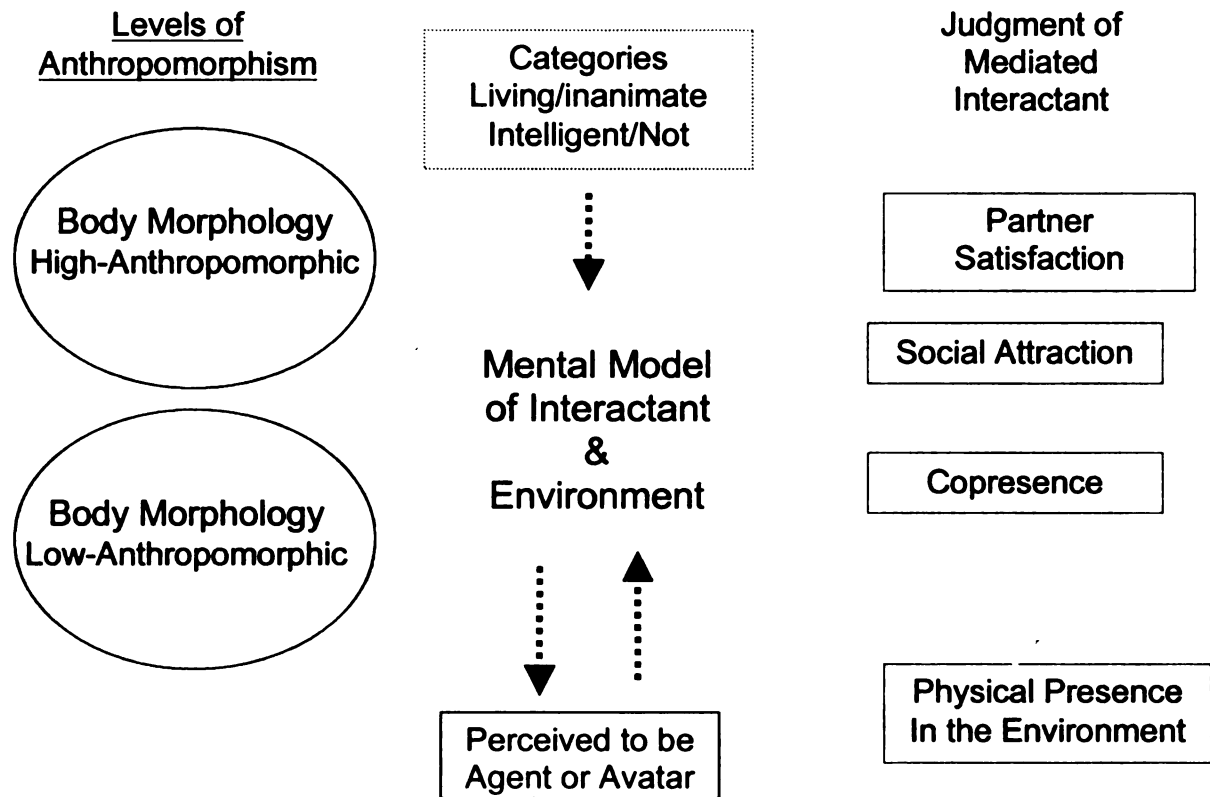 Levels of
Anthropomorphism
Body Morphology
High-Anthropomorphic
Body Morphology
Low-Anthropomorphic
Categories
Living/inanimate
Intelligent/Not
Mental Model
of Interactant
&
Environment
Perceived to be
Agent or Avatar
Judgment of
Mediated
Interactant
Partner
Satisfaction
Social Attraction
Copresence
Physical Presence
In the Environment